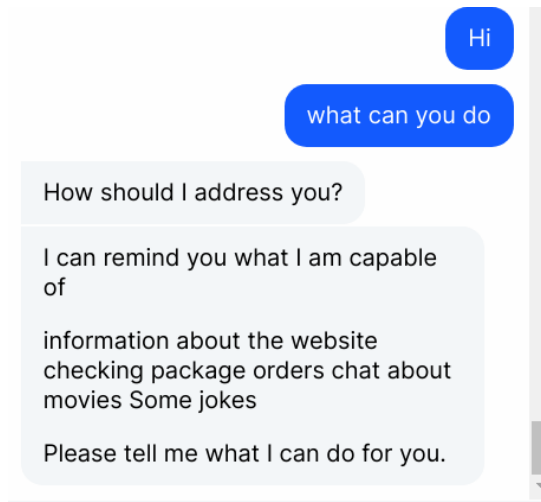 Hi
what can you do
How should I address you?
I can remind you what I am capable
of
information about the website
checking package orders chat about
movies Some jokes
Please tell me what I can do for you.